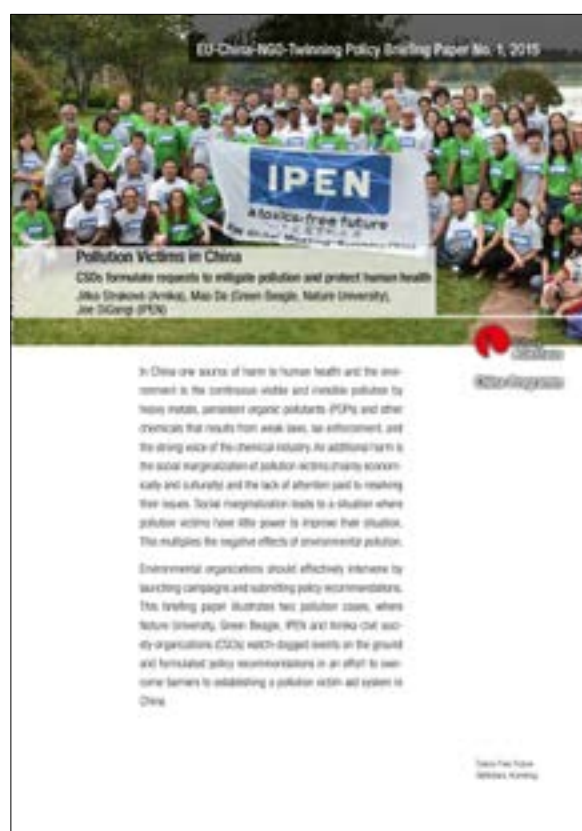 EU-China-NGO-Twinning Policy Briefing Paper No. 1, 2015
IPEN
a toxics-free future
Pollution Victims in China
CSOs formulate requests to mitigate pollution and protect human health
Jitka Strakova (Arnika), Mao Da (Green Beagle, Nature University),
Joe DiGangi (IPEN)
China-Programme
In China one source of harm to human health and the envi-
ronment is the continuous visible and invisible pollution by
heavy metals, persistent organic pollutants (POPs) and other
chemicals that results from weak laws, lax enforcement, and
the strong voice of the chemical industry. An additional harm is
the social marginalization of pollution victims (mainly econom-
ically and culturally) and the lack of attention paid to resolving
their issues. Social marginalization leads to a situation where
pollution victims have little power to improve their situation.
This multiplies the negative effects of environmental pollution.
Environmental organizations should effectively intervene by
launching campaigns and submitting policy recommendations.
This briefing paper illustrates two pollution cases, where
Nature University, Green Beagle, IPEN and Arnika civil soci-
ety organizations (CSOs) watch-dogged events on the ground
and formulated policy recommendations in an effort to over-
come barriers to establishing a pollution victim aid system in
China.